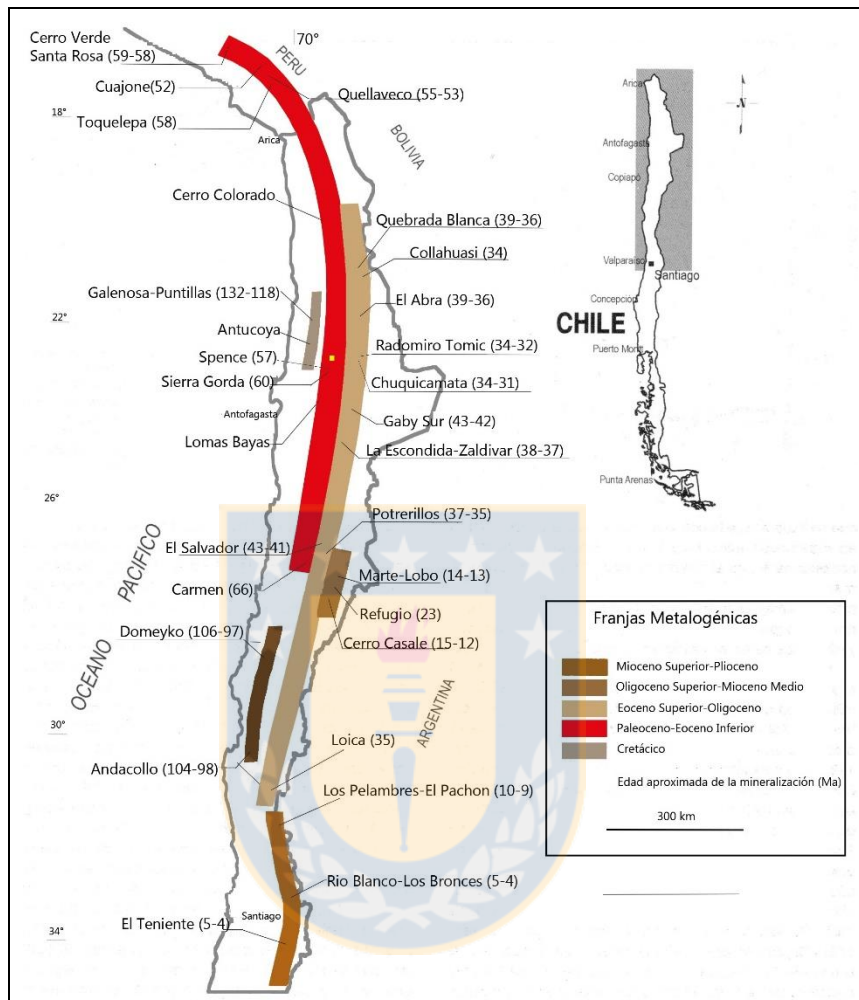 Cerro Verde
Santa Rosa (59-58)
70°
PERU
Cuajone(52)
Quellaveco (55-53)
18°
Toquelepa (58)
Arica
BOLIVIA
Cerro Colorado
Quebrada Blanca (39-36)
Collahuasi (34)
Galenosa-Puntillas (132-118)
El Abra (39-36)
22°
Antucoya
Radomiro Tomic (34-32)
Spence (57)
Sierra Gorda (60)
Chuquicamata (34-31)
Antofagasta
Gaby Sur (43-42)
Lomas Bayas
La Escondida-Zaldivar (38-37)
26°
Potrerillos (37-35)
El Salvador (43-41)
OCEANO PACIFICO
Marte-Lobo (14-13)
Carmen (66)
Refugio (23)
Domeyko (106-97)
Cerro Casale (15-12)
ARGENTINA
30°
Loica (35)
Andacollo (104-98)
Los Pelambres-El Pachon (10-9)
Rio Blanco-Los Bronces (5-4)
Santiago
El Teniente (5-4)
34°
Arica
N
Antofagasta
Copiapó
Valparaiso
Santiago
Concepción
CHILE
Puerto Mont
Punta Arenas
Franjas Metalogénicas
Mioceno Superior-Plioceno
Oligoceno Superior-Mioceno Medio
Eoceno Superior-Oligoceno
Paleoceno-Eoceno Inferior
Cretácico
Edad aproximada de la mineralización (Ma)
300 km